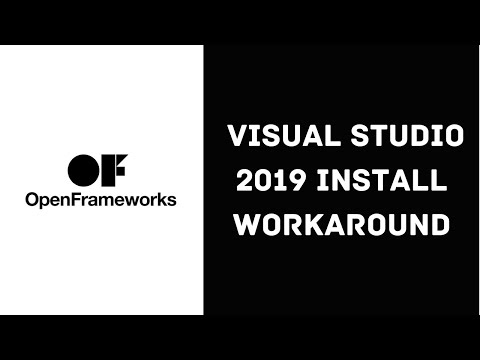 OF
OpenFrameworks
VISUAL STUDIO
2019 INSTALL
WORKAROUND